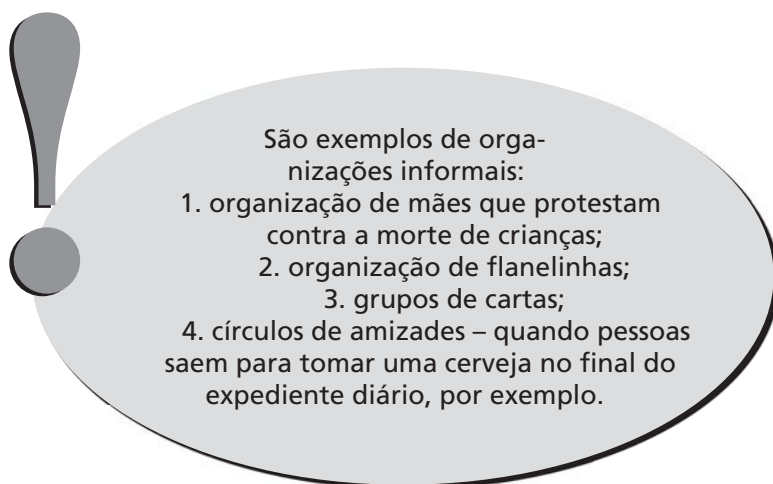 São exemplos de orga-
nizações informais:
1. organização de mães que protestam
contra a morte de crianças;
2. organização de flanelinhas;
3. grupos de cartas;
4. círculos de amizades – quando pessoas
saem para tomar uma cerveja no final do
expediente diário, por exemplo.